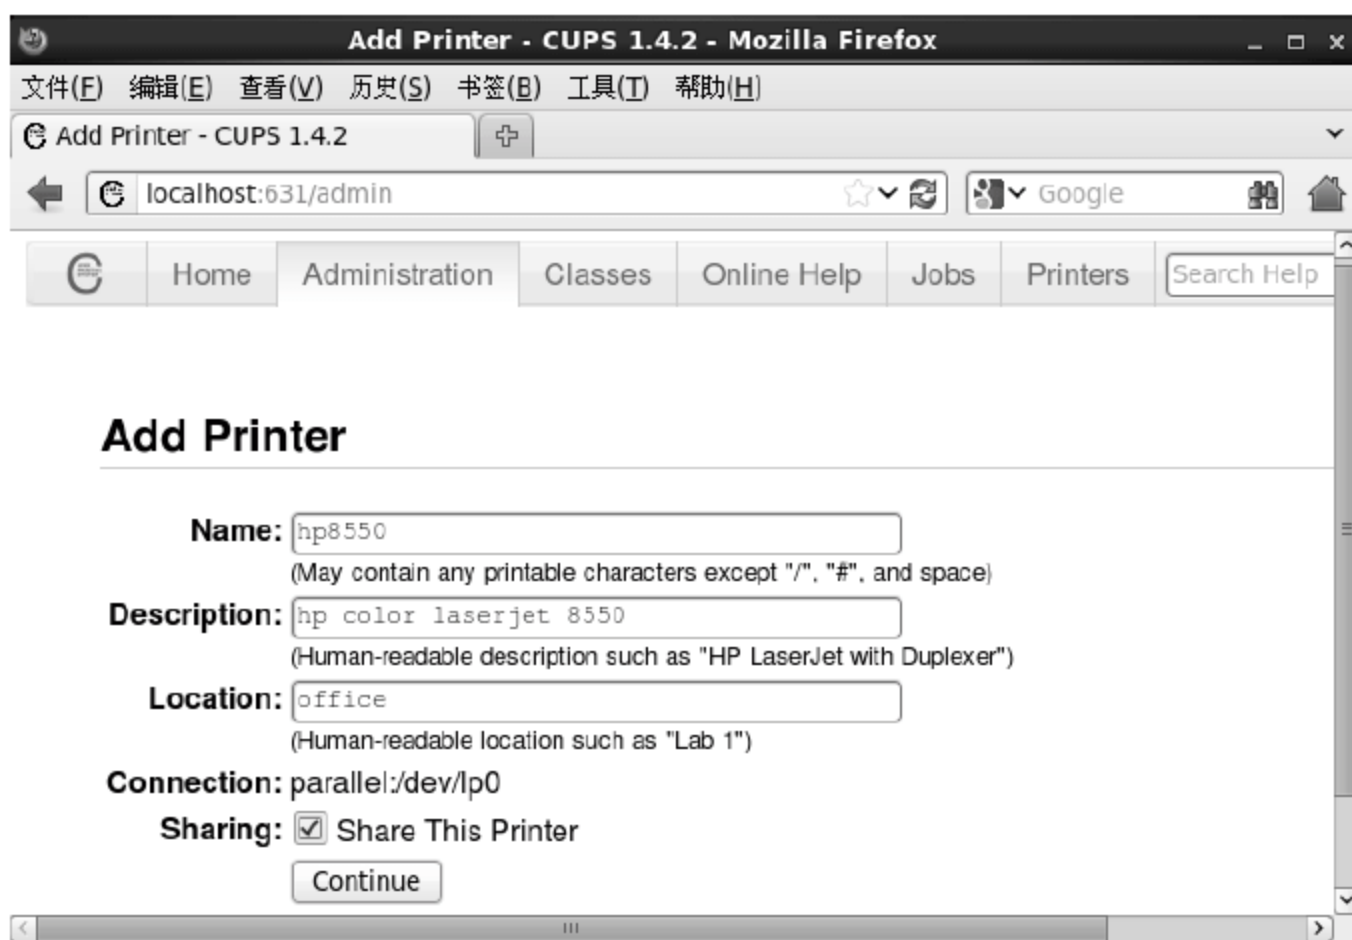 Add Printer - CUPS 1.4.2 - Mozilla Firefox
文件(F) 编辑(E) 查看(V) 历史(S) 书签(B) 工具(T) 帮助(H)
Add Printer - CUPS 1.4.2
localhost:631/admin Google
Home Administration Classes Online Help Jobs Printers Search Help
Add Printer
Name: hp8550
(May contain any printable characters except "/", "#", and space)
Description: hp color laserjet 8550
(Human-readable description such as "HP LaserJet with Duplexer")
Location: office
(Human-readable location such as "Lab 1")
Connection: parallel:/dev/lp0
Sharing: Share This Printer
Continue